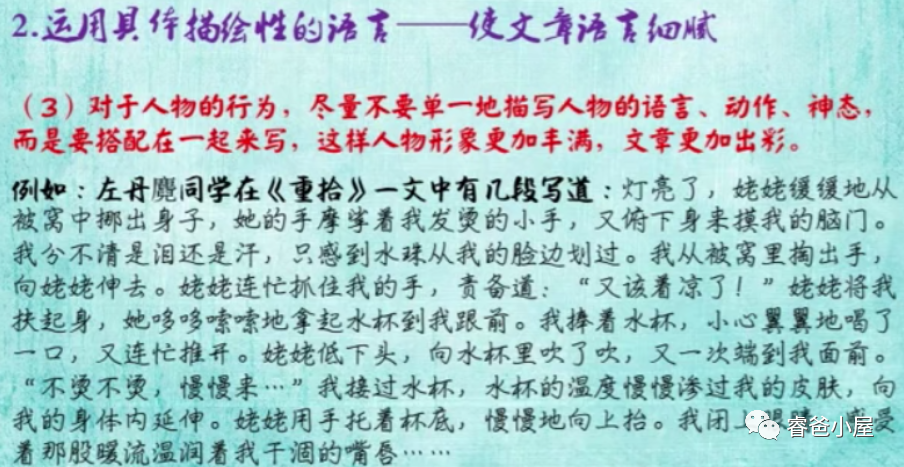 2.运用具体描绘性的语言——使文章语言细腻
（3）对于人物的行为，尽量不要单一地描写人物的语言、动作、神态，
而是要搭配在一起来写，这样人物形象更加丰满，文章更加出彩。
例如：左丹麑同学在《重拾》一文中有几段写道：灯亮了，姥姥缓缓地从
被窝中挪出身子，她的手摩挲着我发烫的小手，又俯下身来摸我的脑门。
我分不清是泪还是汗，只感到水珠从我的脸边划过。我从被窝里掏出手，
向姥姥伸去。姥姥连忙抓住我的手，责备道：“又该着凉了！”姥姥将我
扶起身，她哆哆嗦嗦地拿起水杯到我跟前。我捧着水杯，小心翼翼地喝了
一口，又连忙推开。姥姥低下头，向水杯里吹了吹，又一次端到我面前。
“不烫不烫，慢慢来…”我接过水杯，水杯的温度慢慢渗过我的皮肤，向
我的身体内延伸。姥姥用手托着杯底，慢慢地向上抬。我闭上 受
着那股暖流温润着我干涸的嘴唇……
睿爸小屋